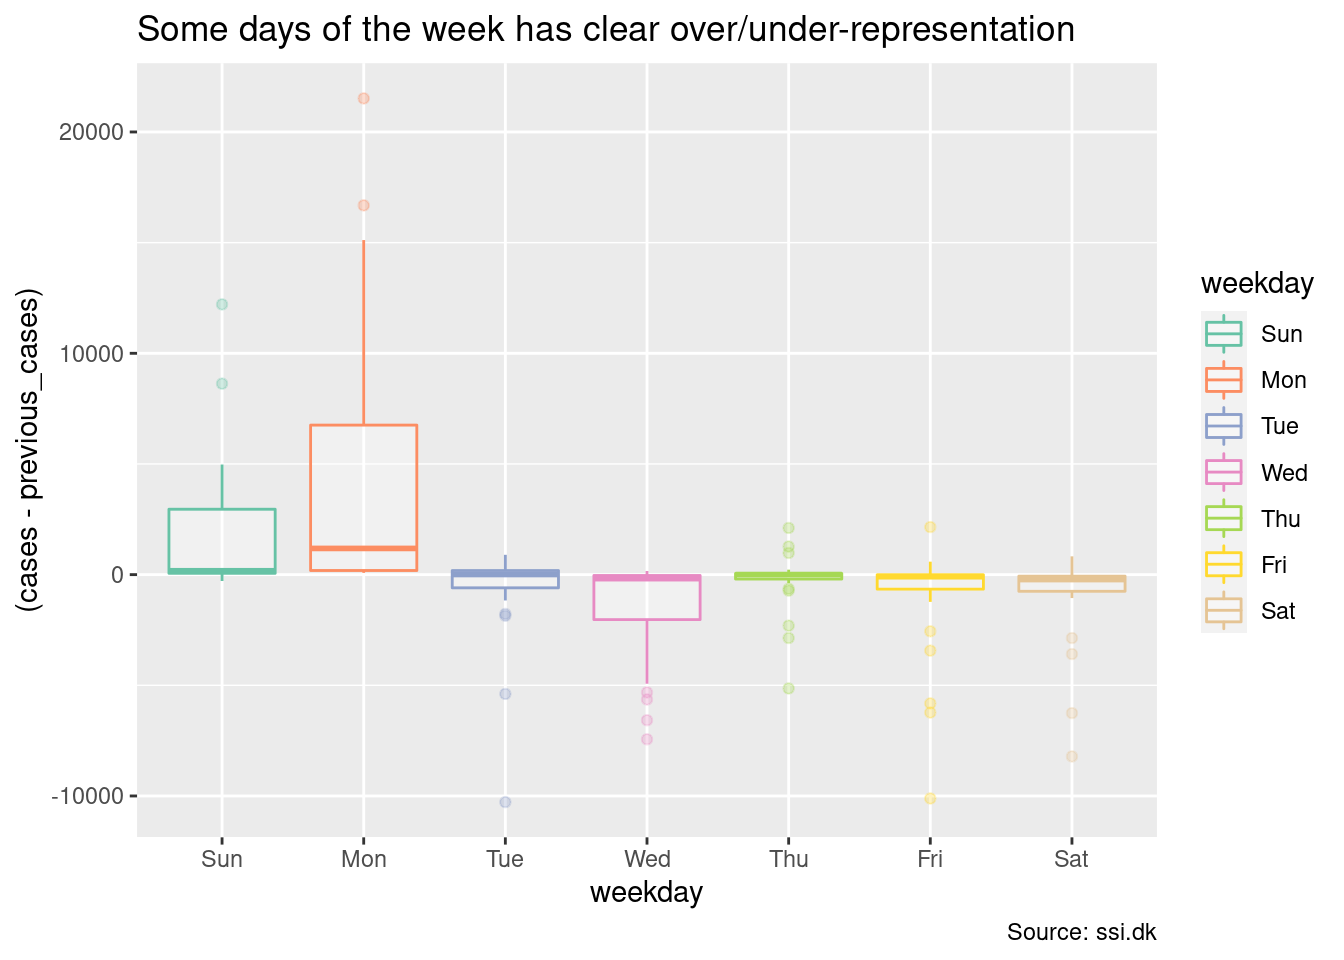 Some days of the week has clear over/under-representation
(cases - previous_cases)
20000
10000
0
-10000
Sun Mon Tue Wed Thu Fri Sat
weekday
weekday
Sun
Mon
Tue
Wed
Thu
Fri
Sat
Source: ssi.dk